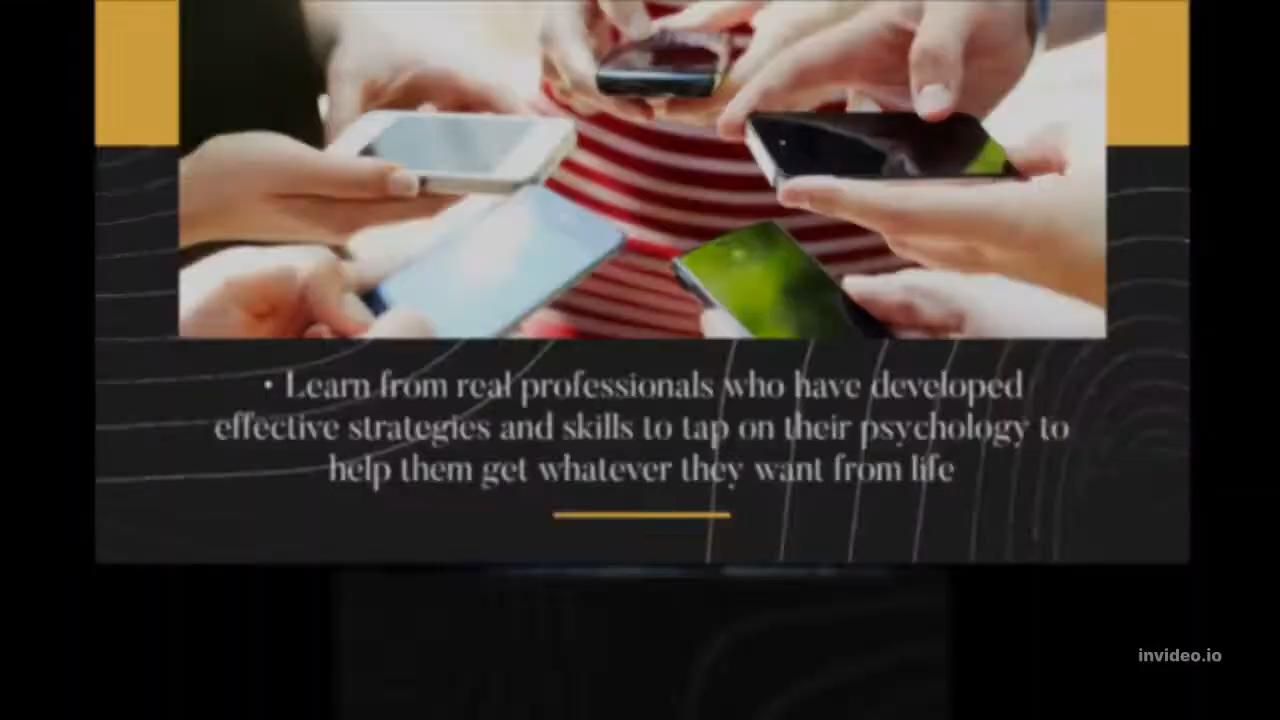 • Learn from real professionals who have developed
effective strategies and skills to tap on their psychology to
help them get whatever they want from life
invideo.io